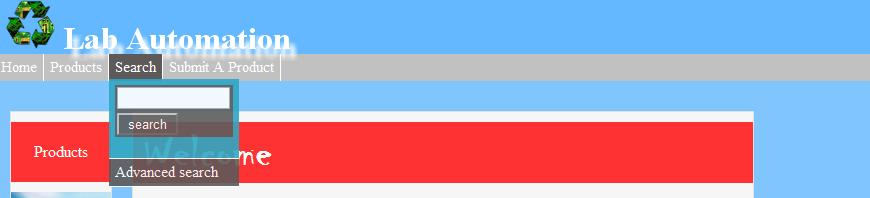 Lab Automation
Home Products Search Submit A Product
search
Products Welcome
Advanced search